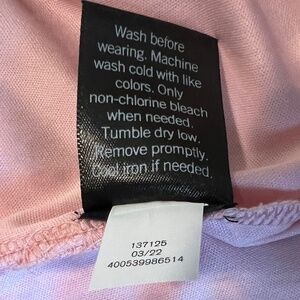 Wash before
wearing. Machine
wash cold with like
colors. Only
non-chlorine bleach
when needed.
Tumble dry low.
Remove promptly.
Cool iron if needed.
137125
03/22
400539986514